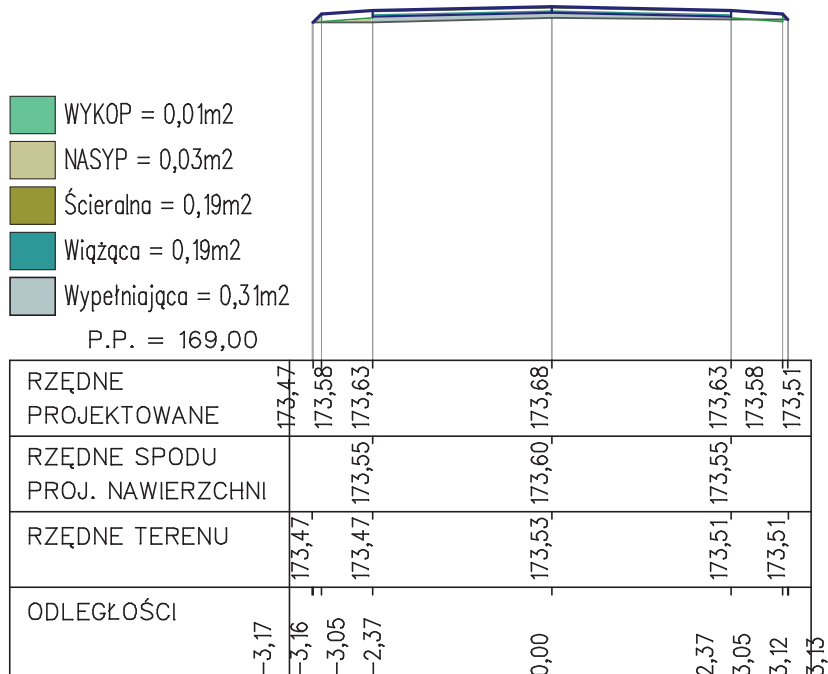 WYKOP = 0,01m2
NASYP = 0,03m2
Ścieralna = 0,19m2
Wiążąca = 0,19m2
Wypełniająca = 0,31m2
P.P. = 169,00
RZĘDNE
PROJEKTOWANE
173,47 173,58 173,63 173,68 173,63 173,58 173,51
RZĘDNE SPODU
PROJ. NAWIERZCHNI
173,55 173,60 173,55
RZĘDNE TERENU
173,47 173,47 173,53 173,51 173,51
ODLEGŁOŚCI
-3,17 -3,16 -3,05 -2,37 0,00 2,37 3,05 3,12 3,13